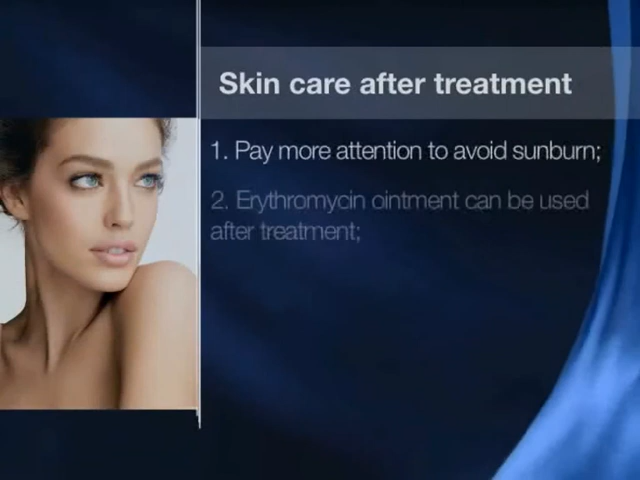 Skin care after treatment
1. Pay more attention to avoid sunburn;
2. Erythromycin ointment can be used
after treatment;